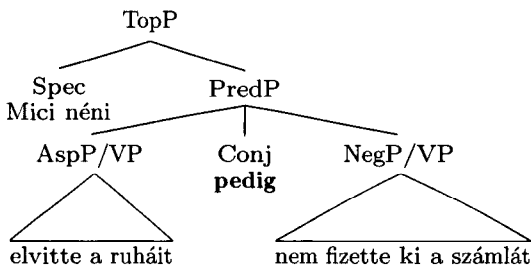 TopP
Spec PredP
Mici néni
AspP/VP Conj NegP/VP
pedig
elvitte a ruháit nem fizette ki a számlát